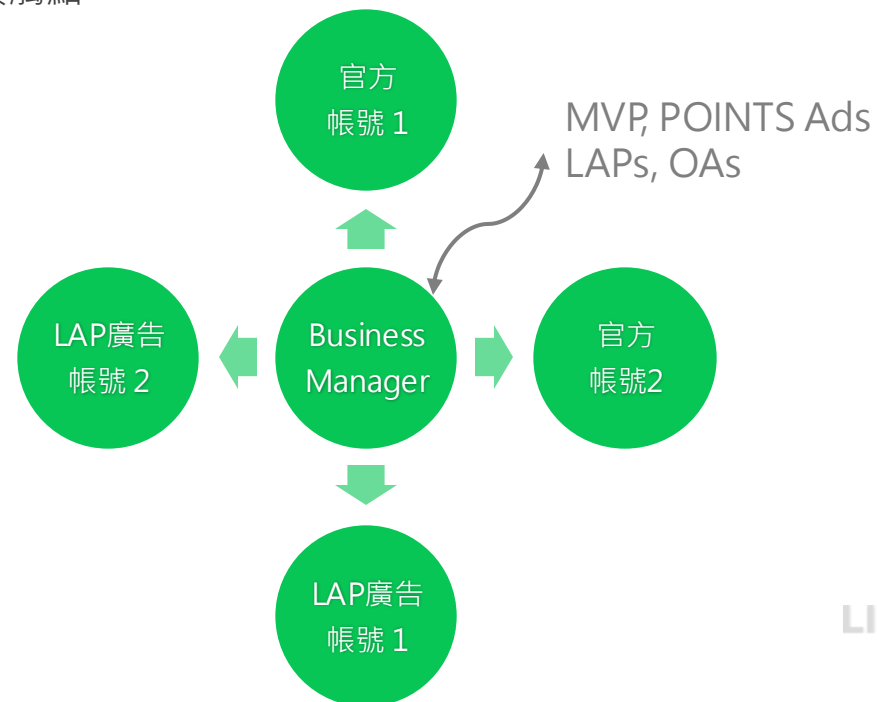 官方
帳號 1
MVP, POINTS Ads
LAPs, OAs
LAP廣告
帳號 2
Business
Manager
官方
帳號2
LAP廣告
帳號 1
LI